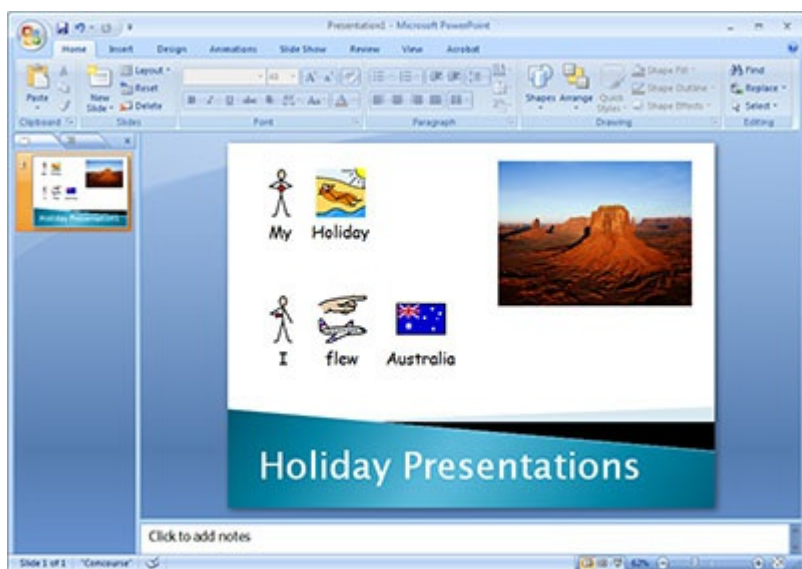 Presentation1 - Microsoft PowerPoint
Home Insert Design Animations Slide Show Review View Acrobat
Paste
New Slide
Layout
Reset
Delete
Shapes Arrange Quick Styles
Shape Fill
Shape Outline
Shape Effects
Find
Replace
Select
Clipboard Slides Font Paragraph Drawing Editing
My Holiday
I flew Australia
Holiday Presentations
Click to add notes
Slide 1 of 1 "Concourse" 62%